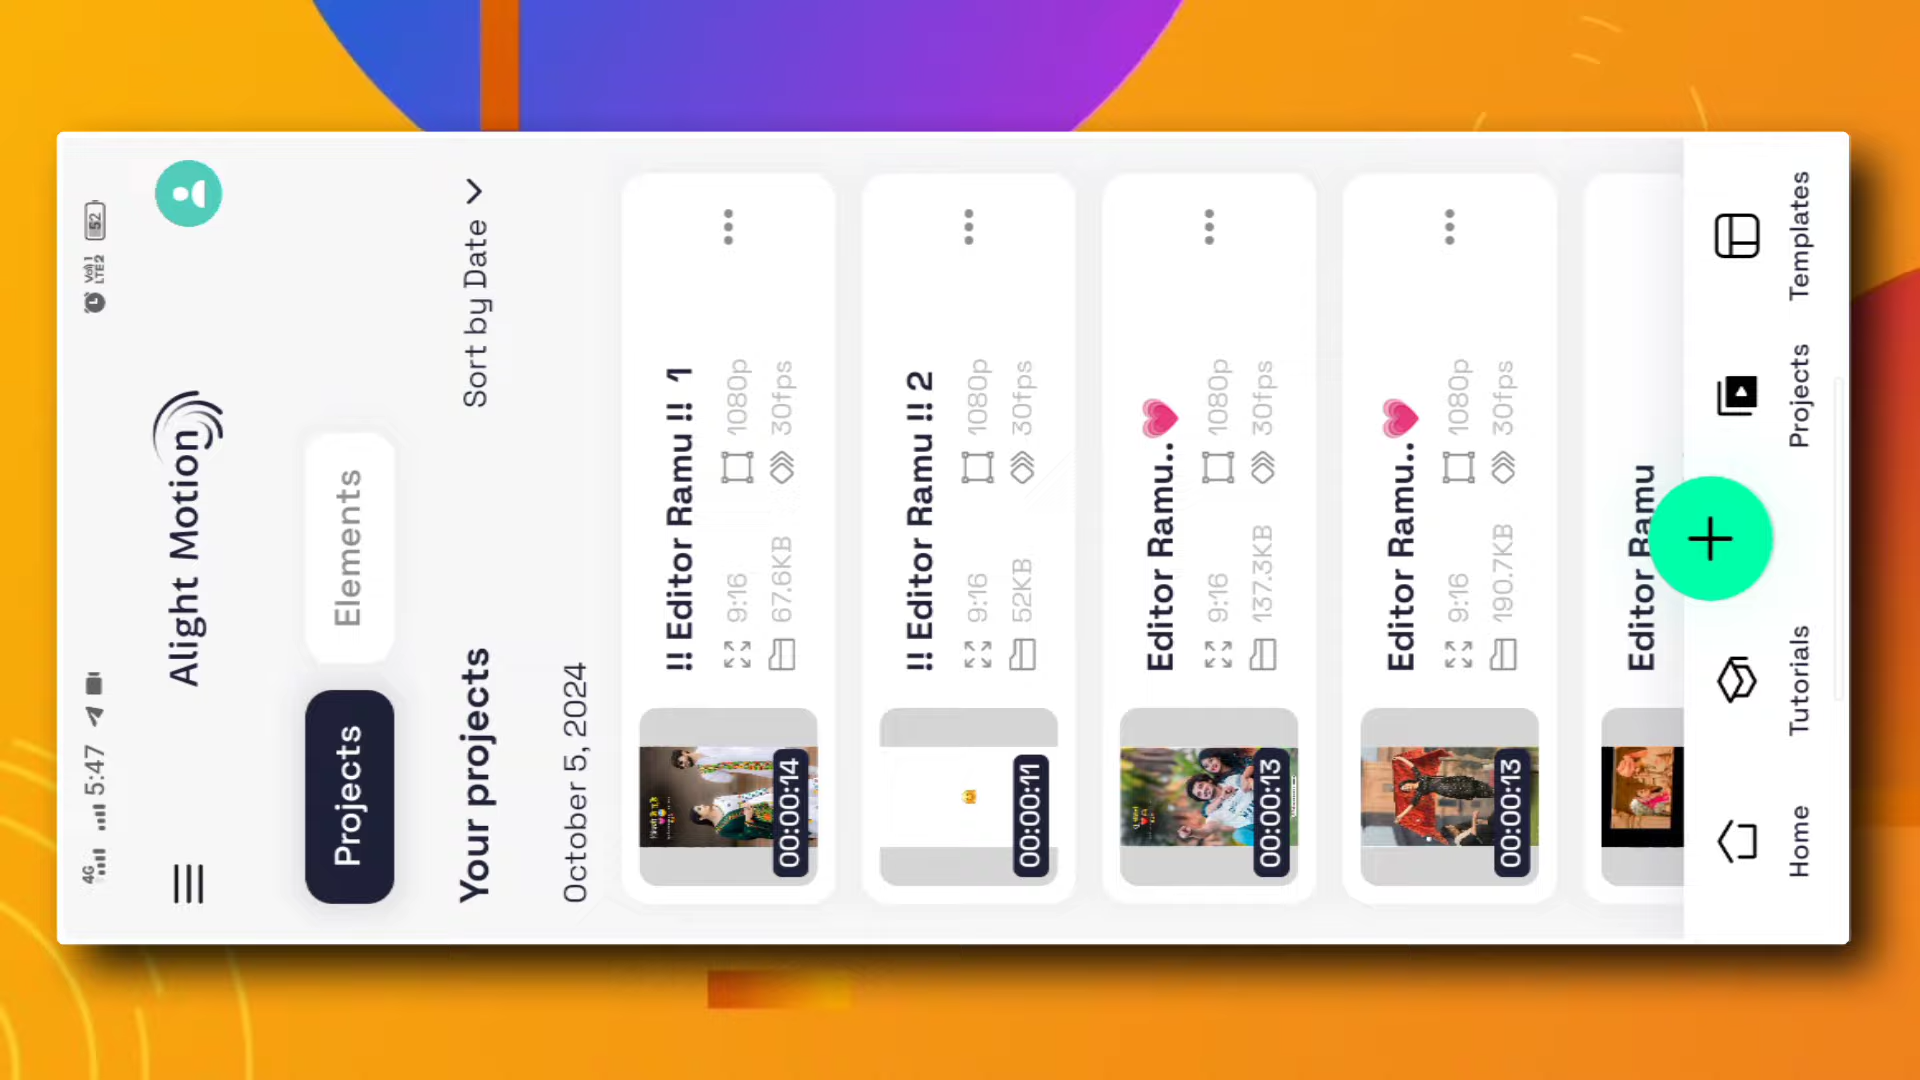 4G 5:47
Vo)) 1
LTE2
52
Alight Motion
Projects
Elements
Your projects
Sort by Date
October 5, 2024
!! Editor Ramu !! 1
9:16
1080p
67.6KB
30fps
00:00:14
!! Editor Ramu !! 2
9:16
1080p
52KB
30fps
00:00:11
Editor Ramu.. 💗
9:16
1080p
137.3KB
30fps
00:00:13
Editor Ramu.. 💗
9:16
1080p
190.7KB
30fps
00:00:13
Editor Ramu
Home
Tutorials
Projects
Templates